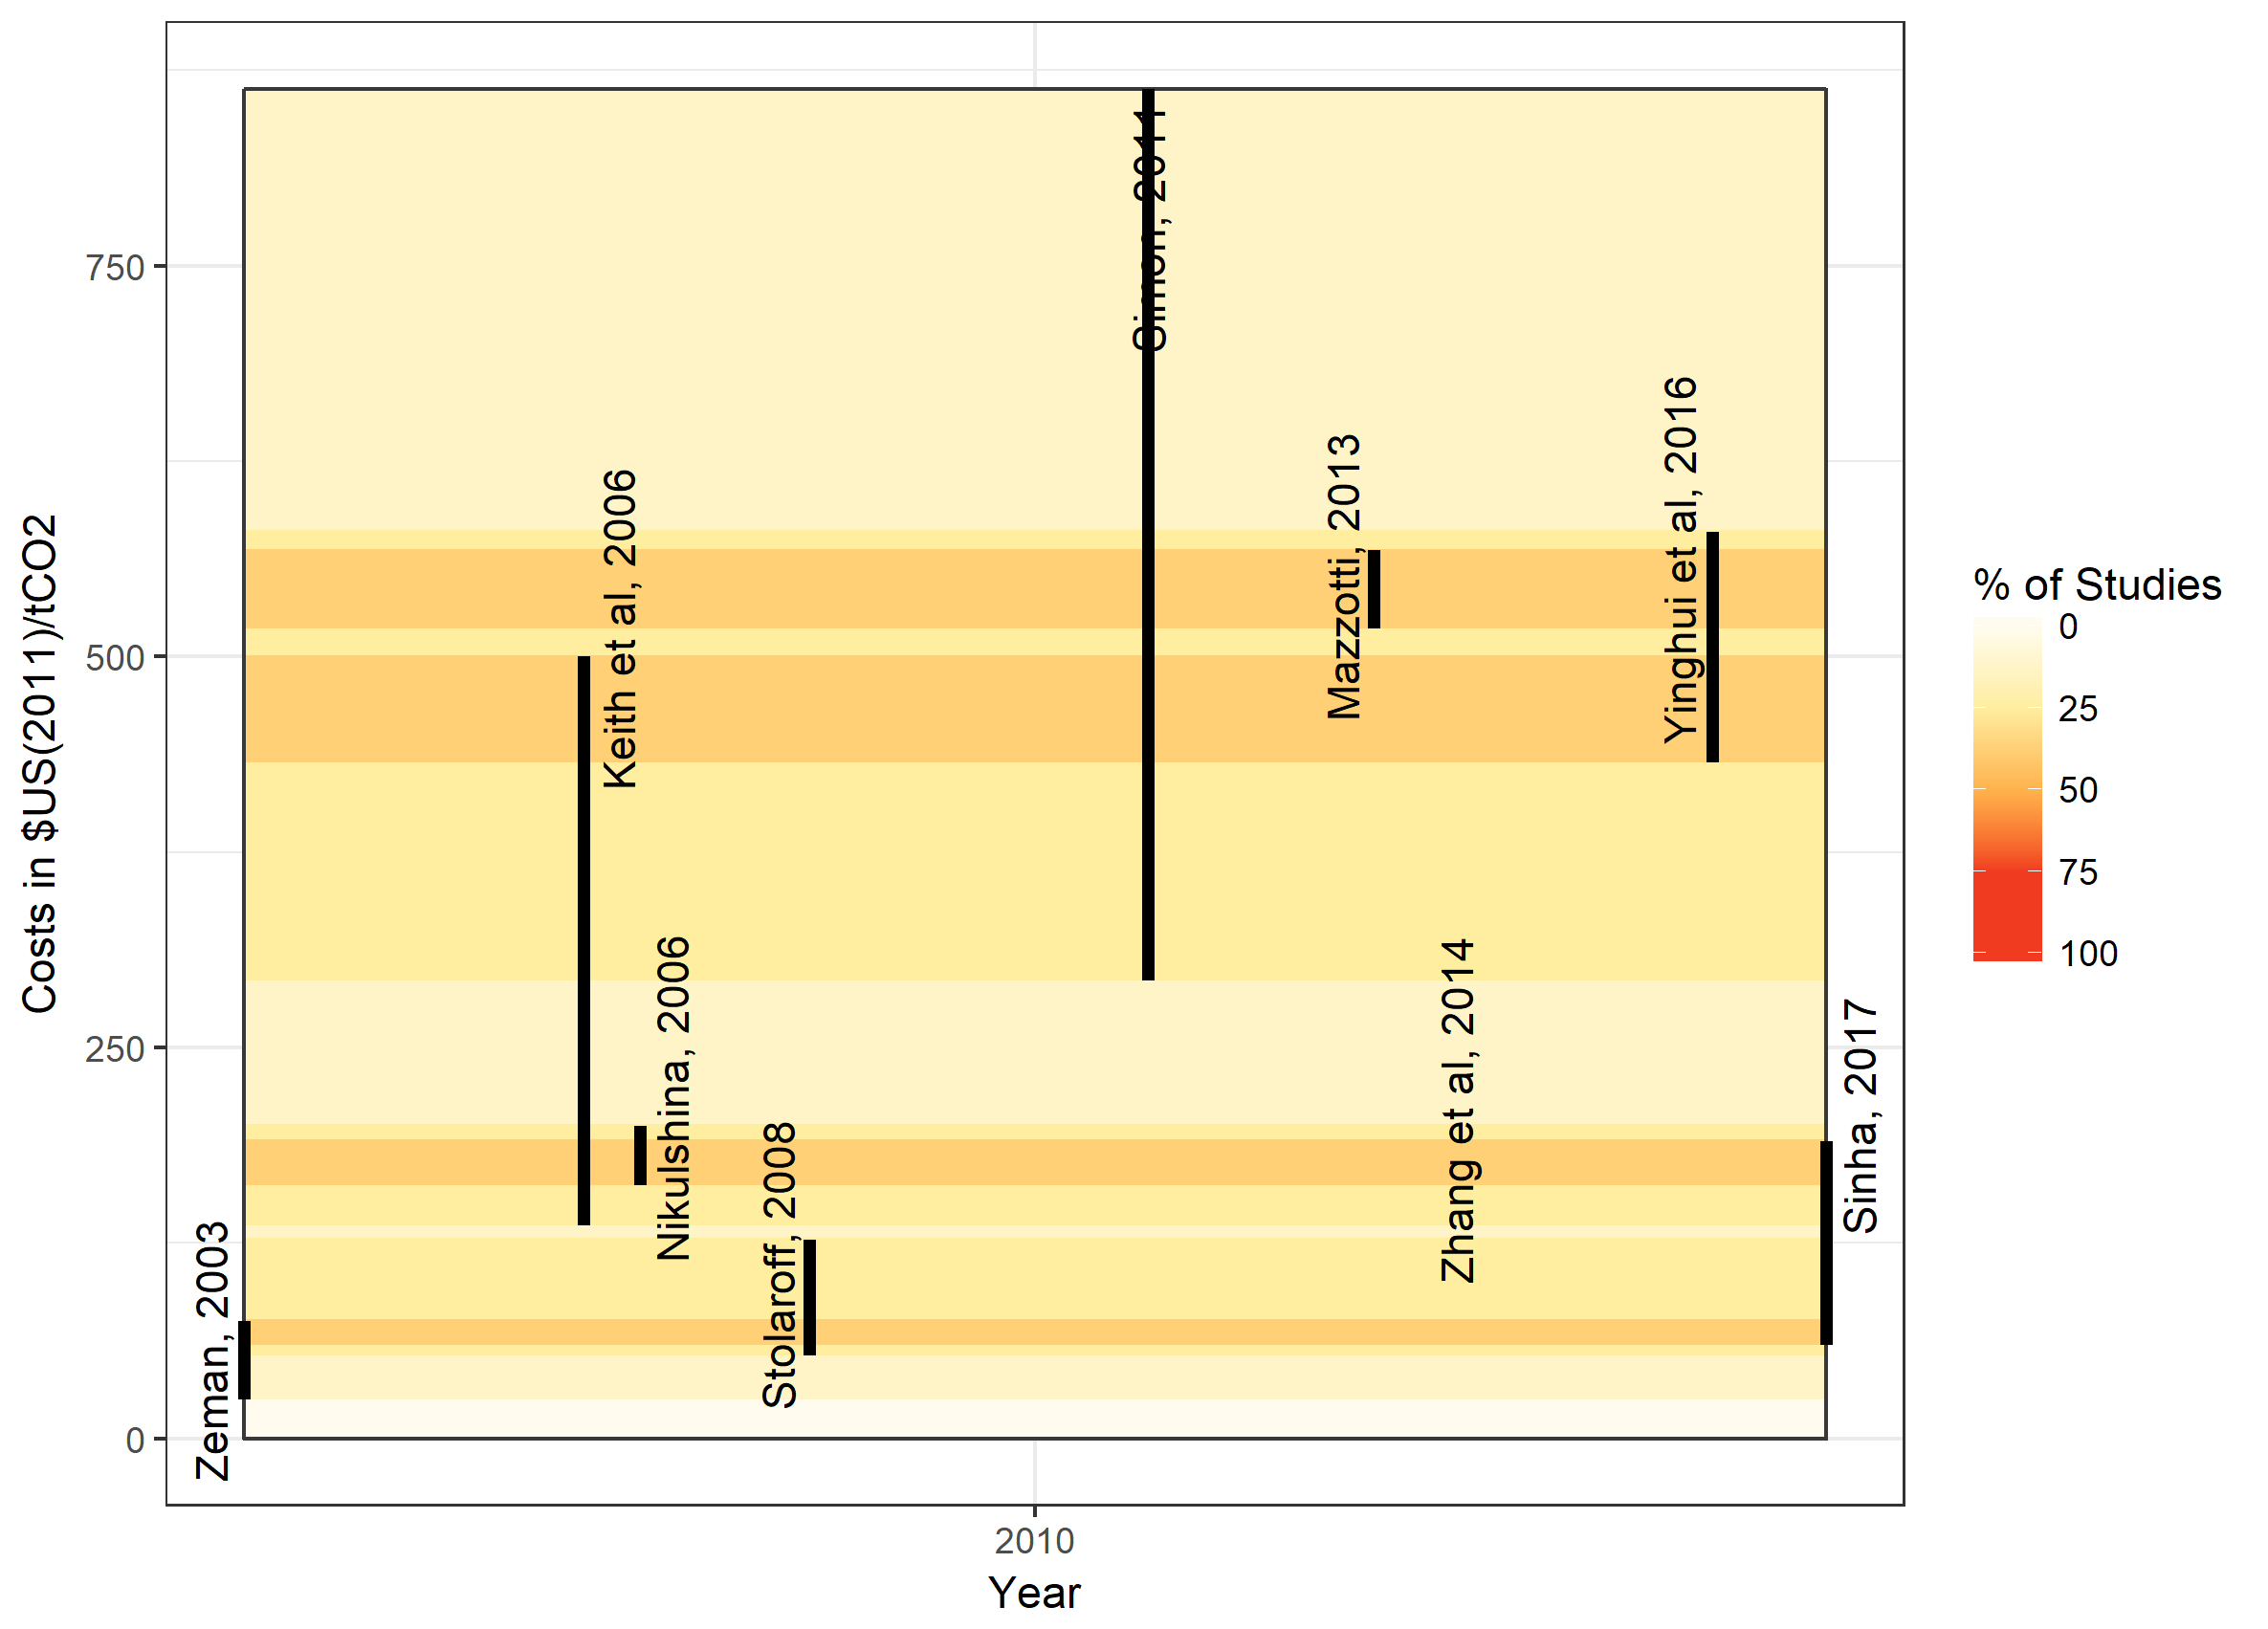 Costs in $US(2011)/tCO2
750
500
250
0
Zeman, 2003
Keith et al, 2006
Nikulshina, 2006
Stolaroff, 2008
Simon, 2011
Mazzotti, 2013
Zhang et al, 2014
Yinghui et al, 2016
Sinha, 2017
2010
Year
% of Studies
0
25
50
75
100